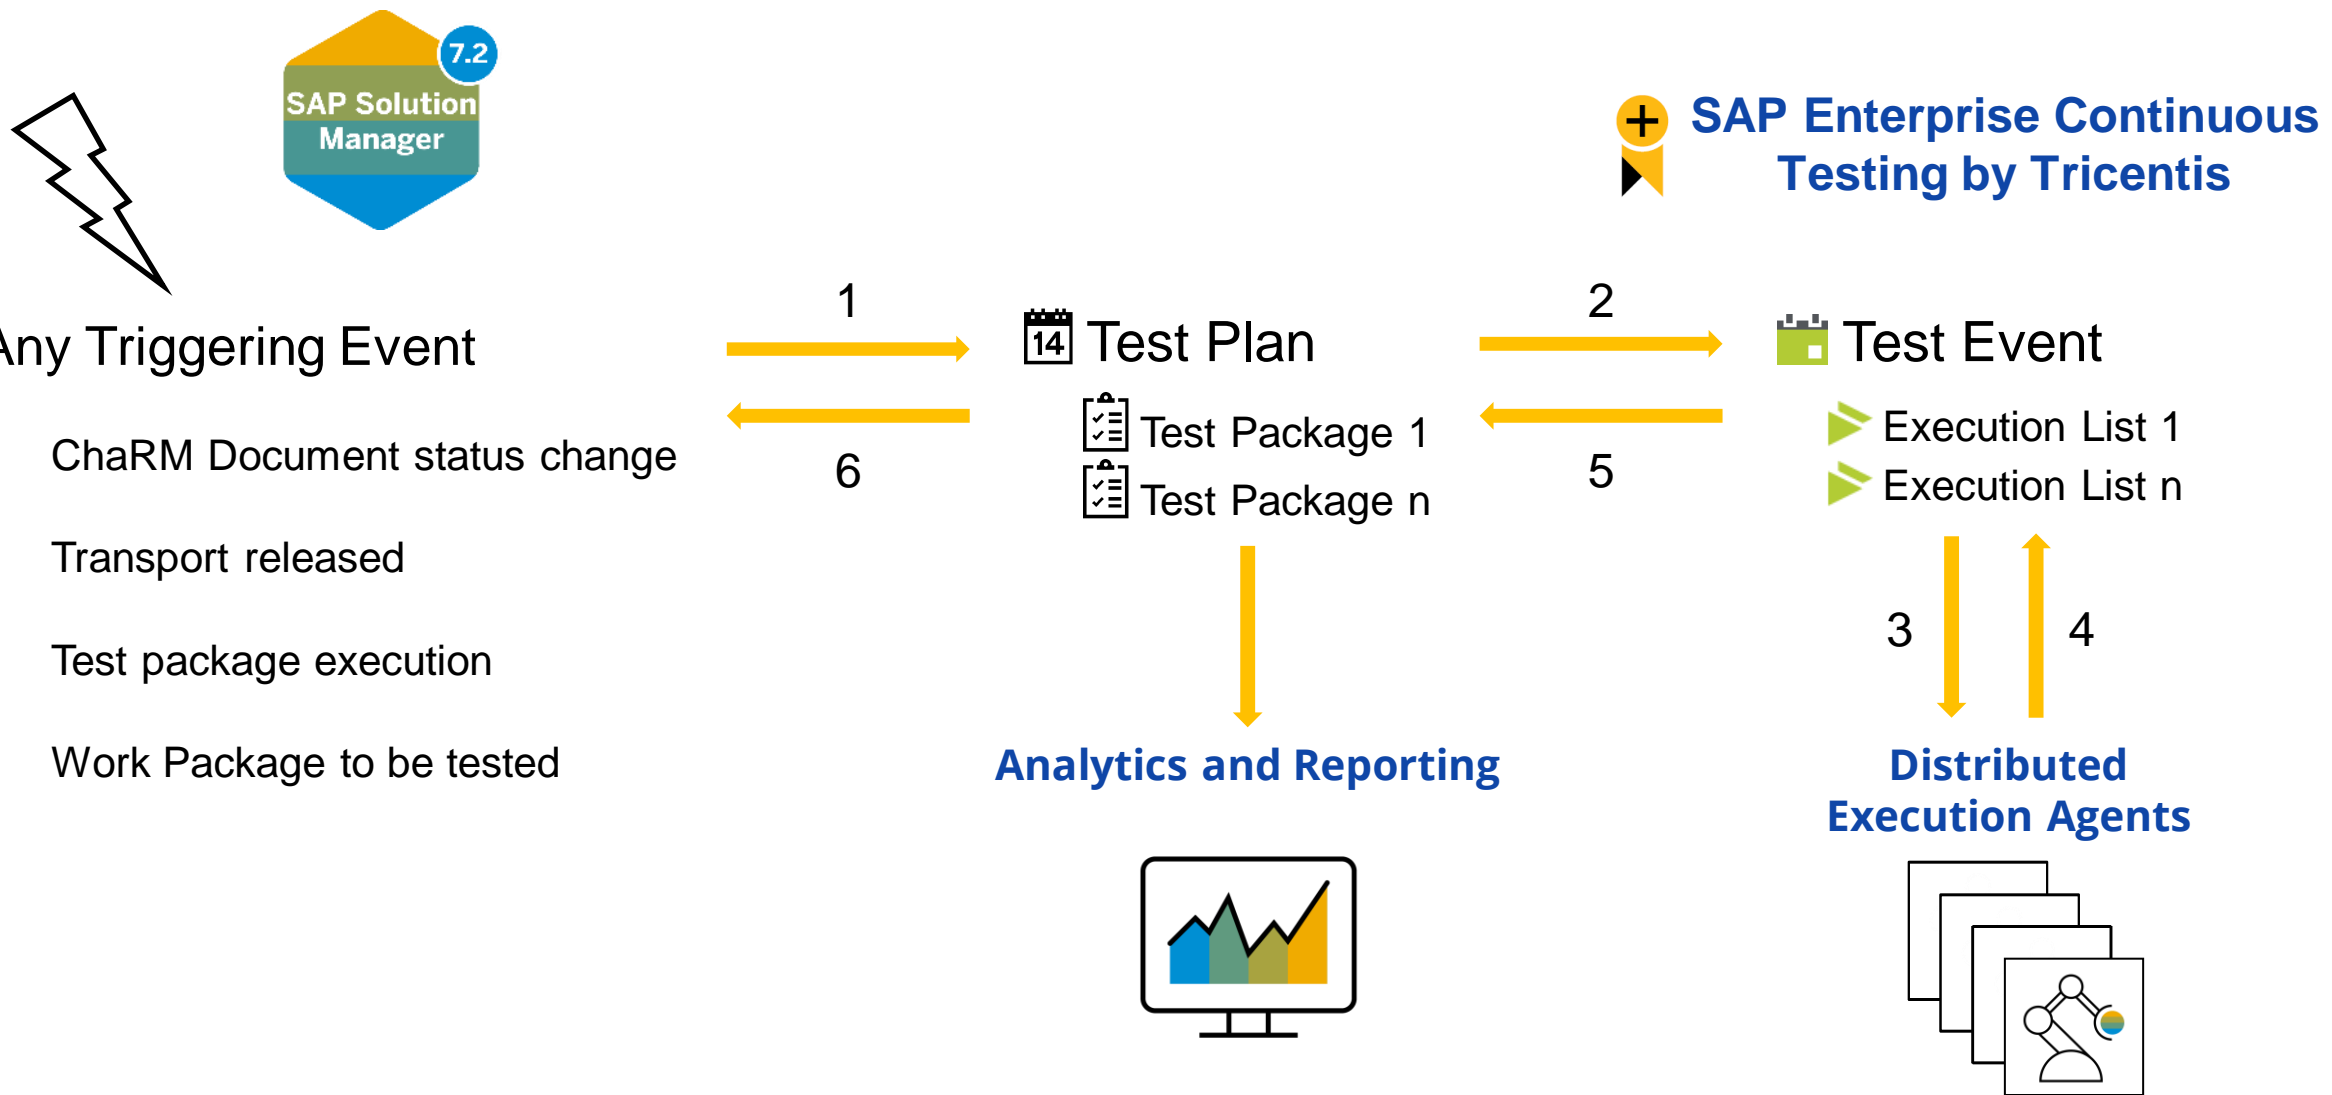 7.2
SAP Solution
Manager
SAP Enterprise Continuous
Testing by Tricentis
Any Triggering Event
ChaRM Document status change
Transport released
Test package execution
Work Package to be tested
1
6
14
Test Plan
Test Package 1
Test Package n
2
5
Test Event
Execution List 1
Execution List n
3
4
Analytics and Reporting
Distributed
Execution Agents